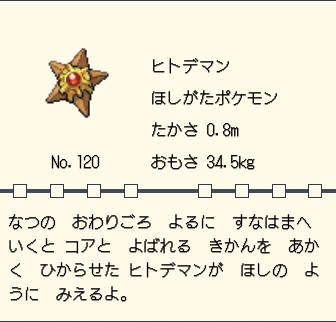 ヒトデマン
ほしがたポケモン
たかさ 0.8m
No.120 おもさ 34.5kg
なつの　おわりごろ　よるに　すなはまへ
いくと コアと　よばれる　きかんを　あか
く　ひからせた ヒトデマンが　ほしの　よ
うに　みえるよ。